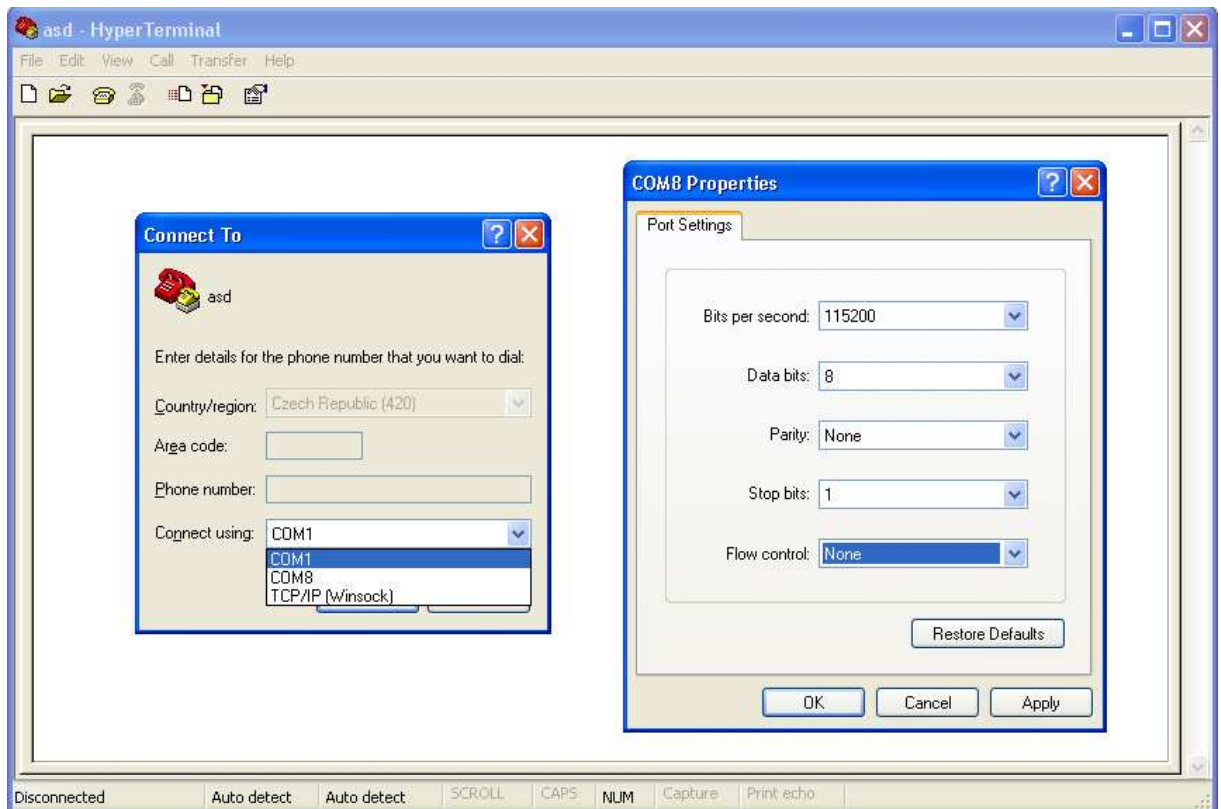 asd - HyperTerminal
File Edit View Call Transfer Help
Connect To
asd
Enter details for the phone number that you want to dial:
Country/region: Czech Republic (420)
Area code:
Phone number:
Connect using: COM1
COM1
COM8
TCP/IP (Winsock)
COM8 Properties
Port Settings
Bits per second: 115200
Data bits: 8
Parity: None
Stop bits: 1
Flow control: None
Restore Defaults
OK Cancel Apply
Disconnected Auto detect Auto detect SCROLL CAPS NUM Capture Print echo